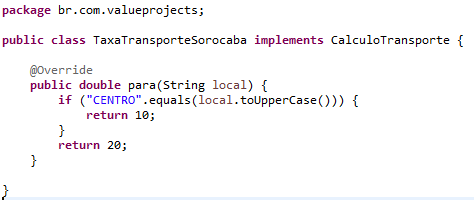 package br.com.valueprojects;
public class TaxaTransporteSorocaba implements CalculoTransporte {
@Override
public double para(String local) {
if ("CENTRO".equals(local.toUpperCase())) {
return 10;
}
return 20;
}
}